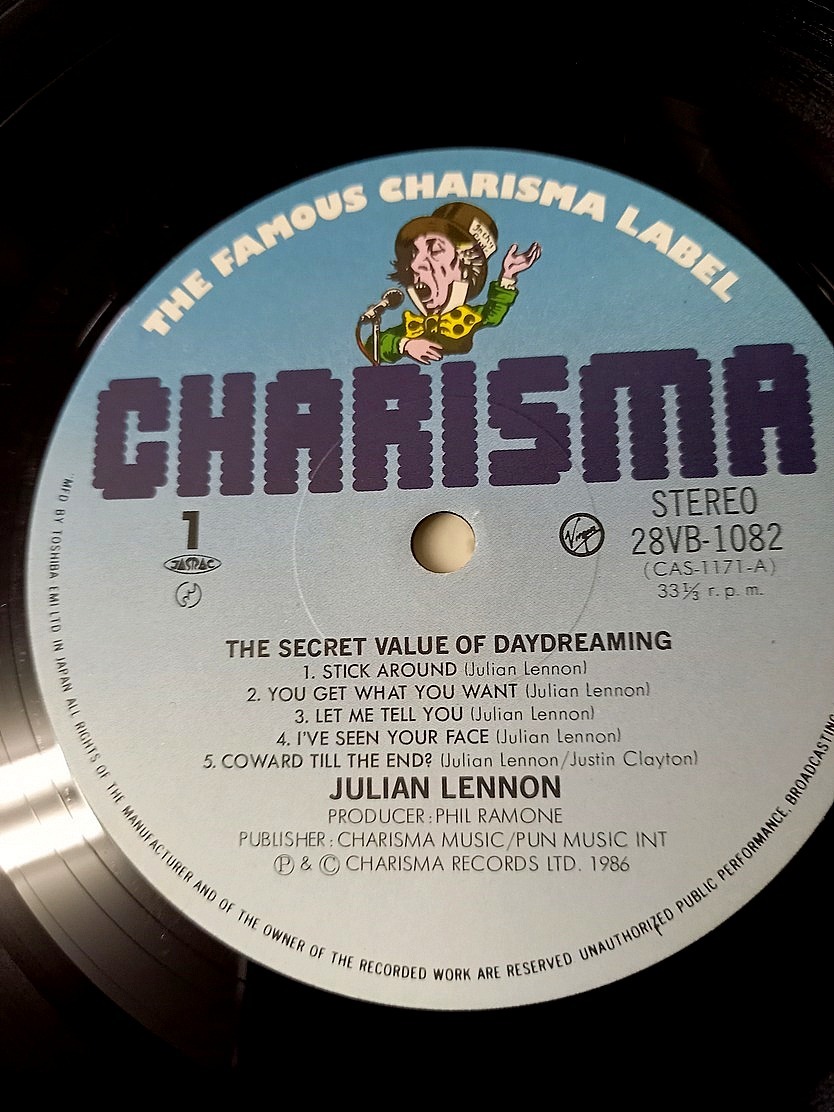 THE FAMOUS CHARISMA LABEL
CHARISMA
1
JASRAC
Virgin
STEREO
28VB-1082
(CAS-1171-A)
33⅓ r.p.m.
THE SECRET VALUE OF DAYDREAMING
1. STICK AROUND (Julian Lennon)
2. YOU GET WHAT YOU WANT (Julian Lennon)
3. LET ME TELL YOU (Julian Lennon)
4. I'VE SEEN YOUR FACE (Julian Lennon)
5. COWARD TILL THE END? (Julian Lennon/Justin Clayton)
JULIAN LENNON
PRODUCER:PHIL RAMONE
PUBLISHER:CHARISMA MUSIC/PUN MUSIC INT
Ⓟ & Ⓒ CHARISMA RECORDS LTD. 1986
MFD BY TOSHIBA EMI LTD IN JAPAN ALL RIGHTS OF THE MANUFACTURER AND OF THE OWNER OF THE RECORDED WORK ARE RESERVED. UNAUTHORIZED PUBLIC PERFORMANCE. BROADCASTING